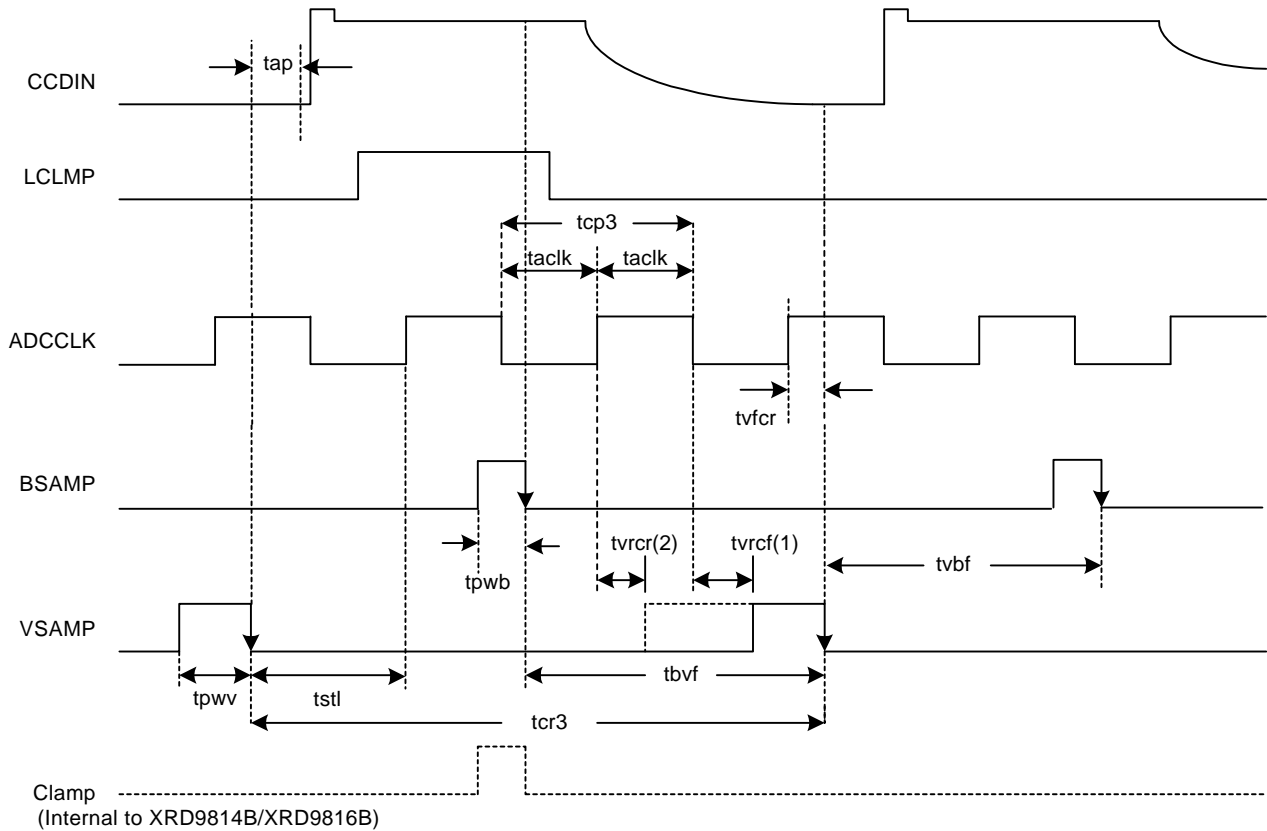 tap
CCDIN
LCLMP
tcp3
taclk taclk
ADCCLK
tvfcr
BSAMP
tvrcr(2) tvrcf(1)
tpwb
tvbf
VSAMP
tpwv tstl tbvf
tcr3
Clamp
(Internal to XRD9814B/XRD9816B)